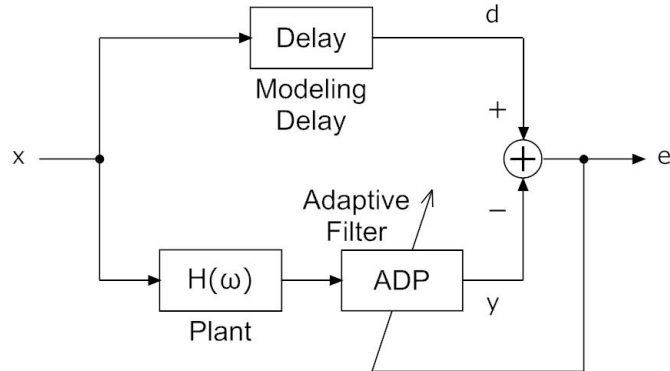 d
Delay
Modeling
Delay
+
x
e
−
Adaptive
Filter
H(ω)
ADP
y
Plant